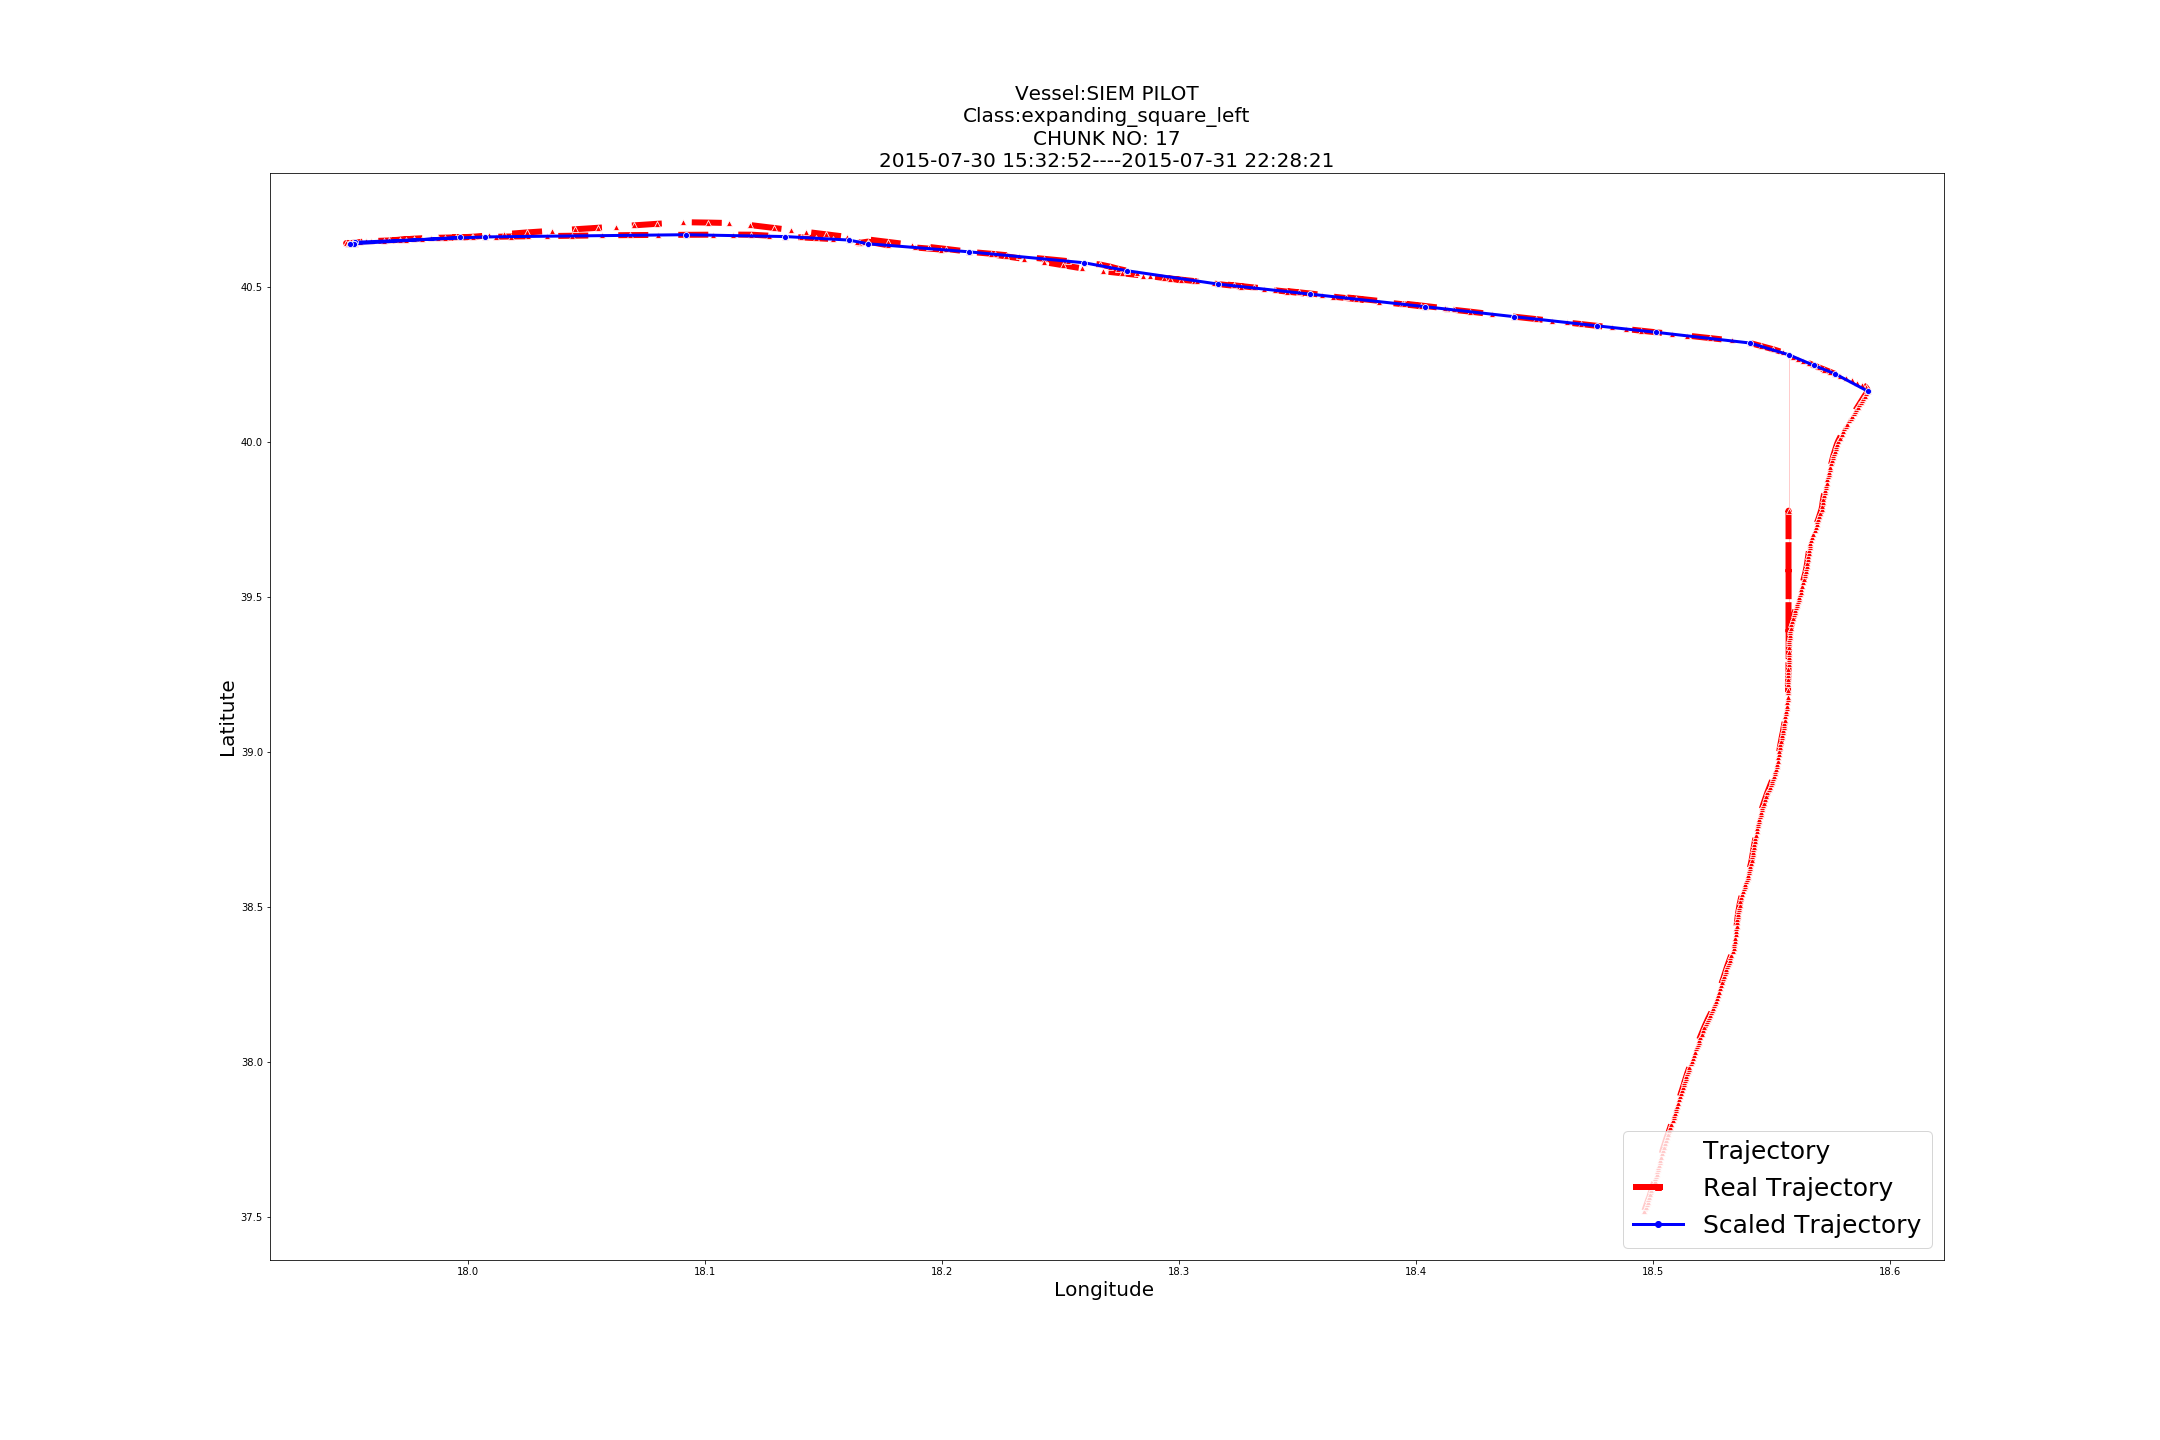 Vessel:SIEM PILOT
Class:expanding_square_left
CHUNK NO: 17
2015-07-30 15:32:52----2015-07-31 22:28:21
Latitute
40.5
40.0
39.5
39.0
38.5
38.0
37.5
18.0 18.1 18.2 18.3 18.4 18.5 18.6
Longitude
Trajectory
Real Trajectory
Scaled Trajectory